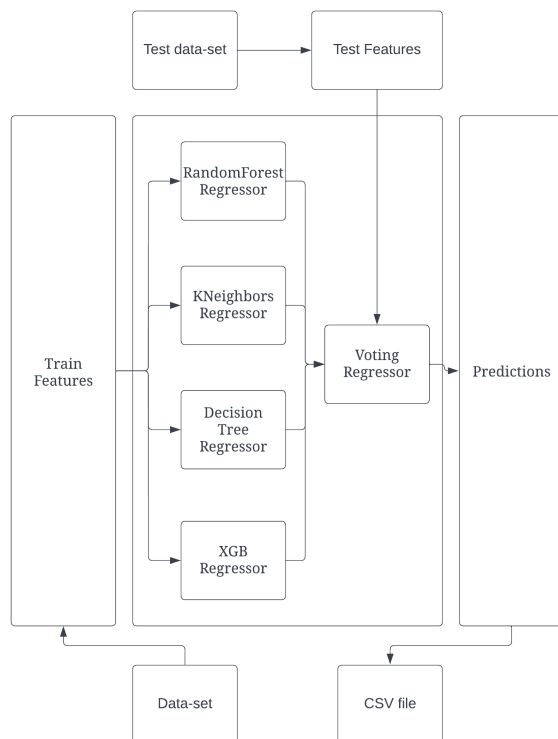 Test data-set
Test Features
RandomForest
Regressor
KNeighbors
Regressor
Train
Features
Voting
Regressor
Predictions
Decision
Tree
Regressor
XGB
Regressor
Data-set
CSV file